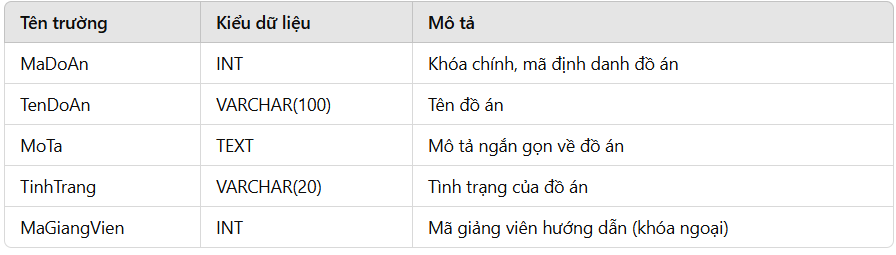 Tên trường Kiểu dữ liệu Mô tả
MaDoAn INT Khóa chính, mã định danh đồ án
TenDoAn VARCHAR(100) Tên đồ án
MoTa TEXT Mô tả ngắn gọn về đồ án
TinhTrang VARCHAR(20) Tình trạng của đồ án
MaGiangVien INT Mã giảng viên hướng dẫn (khóa ngoại)